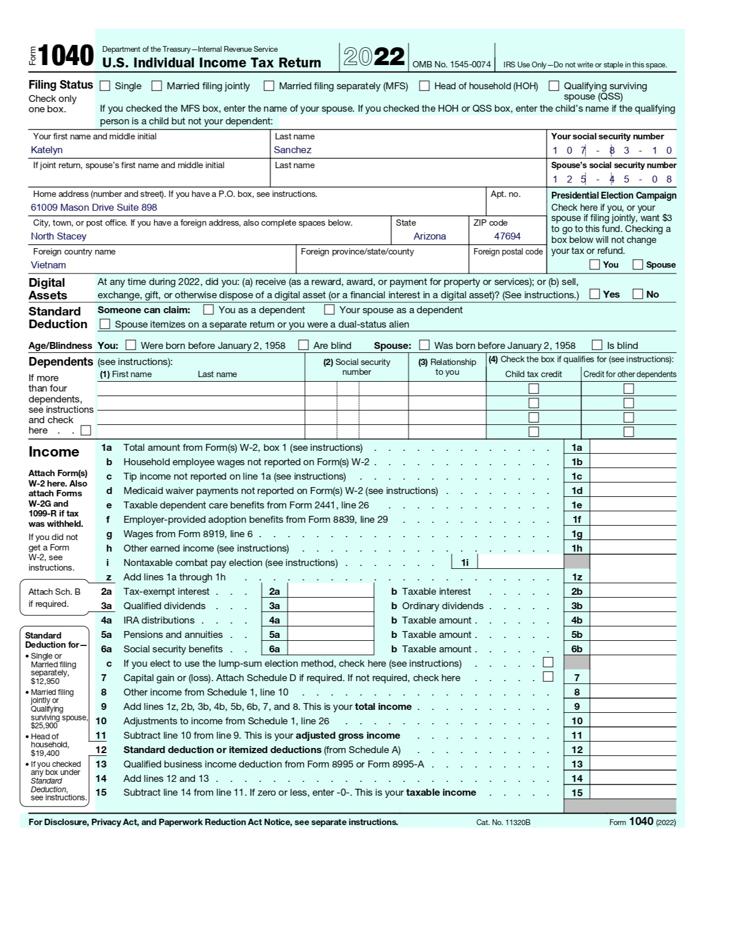 Form 1040 Department of the Treasury—Internal Revenue Service
U.S. Individual Income Tax Return 2022 OMB No. 1545-0074 IRS Use Only—Do not write or staple in this space.
Filing Status Single Married filing jointly Married filing separately (MFS) Head of household (HOH) Qualifying surviving spouse (QSS)
Check only one box.
If you checked the MFS box, enter the name of your spouse. If you checked the HOH or QSS box, enter the child's name if the qualifying
person is a child but not your dependent:
Your first name and middle initial Last name Your social security number
Katelyn Sanchez 1 0 7 - 8 3 - 1 0
If joint return, spouse's first name and middle initial Last name Spouse's social security number
1 2 5 - 4 5 - 0 8
Home address (number and street). If you have a P.O. box, see instructions. Apt. no.
61009 Mason Drive Suite 898
City, town, or post office. If you have a foreign address, also complete spaces below. State ZIP code
North Stacey Arizona 47694
Foreign country name Foreign province/state/county Foreign postal code
Vietnam
Presidential Election Campaign
Check here if you, or your
spouse if filing jointly, want $3
to go to this fund. Checking a
box below will not change
your tax or refund.
You Spouse
Digital Assets
At any time during 2022, did you: (a) receive (as a reward, award, or payment for property or services); or (b) sell,
exchange, gift, or otherwise dispose of a digital asset (or a financial interest in a digital asset)? (See instructions.) Yes No
Standard Deduction
Someone can claim: You as a dependent Your spouse as a dependent
Spouse itemizes on a separate return or you were a dual-status alien
Age/Blindness You: Were born before January 2, 1958 Are blind Spouse: Was born before January 2, 1958 Is blind
Dependents (see instructions):
(1) First name Last name (2) Social security number (3) Relationship to you (4) Check the box if qualifies for (see instructions):
Child tax credit Credit for other dependents
If more
than four
dependents,
see instructions
and check
here . .
Income
Attach Form(s)
W-2 here. Also
attach Forms
W-2G and
1099-R if tax
was withheld.
If you did not
get a Form
W-2, see
instructions.
1a Total amount from Form(s) W-2, box 1 (see instructions) 1a
b Household employee wages not reported on Form(s) W-2 1b
c Tip income not reported on line 1a (see instructions) 1c
d Medicaid waiver payments not reported on Form(s) W-2 (see instructions) 1d
e Taxable dependent care benefits from Form 2441, line 26 1e
f Employer-provided adoption benefits from Form 8839, line 29 1f
g Wages from Form 8919, line 6 1g
h Other earned income (see instructions) 1h
i Nontaxable combat pay election (see instructions) 1i
z Add lines 1a through 1h 1z
Attach Sch. B
if required.
2a Tax-exempt interest 2a b Taxable interest 2b
3a Qualified dividends 3a b Ordinary dividends 3b
4a IRA distributions 4a b Taxable amount 4b
5a Pensions and annuities 5a b Taxable amount 5b
6a Social security benefits 6a b Taxable amount 6b
c If you elect to use the lump-sum election method, check here (see instructions)
7 Capital gain or (loss). Attach Schedule D if required. If not required, check here 7
8 Other income from Schedule 1, line 10 8
9 Add lines 1z, 2b, 3b, 4b, 5b, 6b, 7, and 8. This is your total income 9
10 Adjustments to income from Schedule 1, line 26 10
11 Subtract line 10 from line 9. This is your adjusted gross income 11
12 Standard deduction or itemized deductions (from Schedule A) 12
13 Qualified business income deduction from Form 8995 or Form 8995-A 13
14 Add lines 12 and 13 14
15 Subtract line 14 from line 11. If zero or less, enter -0-. This is your taxable income 15
Standard
Deduction for—
• Single or
Married filing
separately,
$12,950
• Married filing
jointly or
Qualifying
surviving spouse,
$25,900
• Head of
household,
$19,400
• If you checked
any box under
Standard
Deduction,
see instructions.
For Disclosure, Privacy Act, and Paperwork Reduction Act Notice, see separate instructions. Cat. No. 11320B Form 1040 (2022)